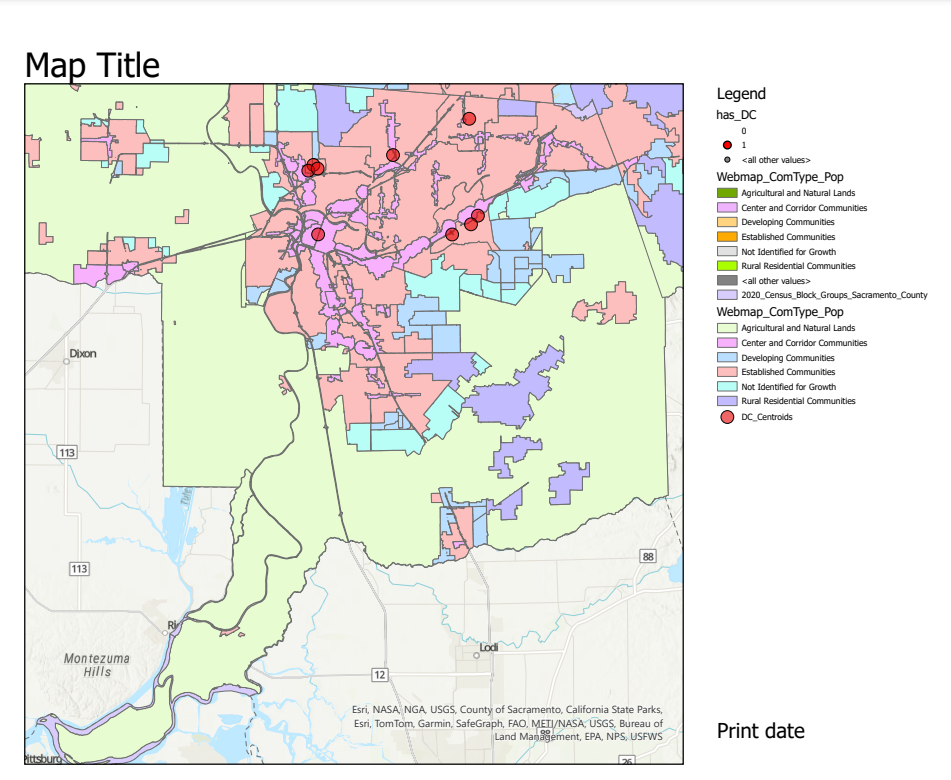 Map Title
Legend
has_DC
0
1
<all other values>
Webmap_ComType_Pop
Agricultural and Natural Lands
Center and Corridor Communities
Developing Communities
Established Communities
Not Identified for Growth
Rural Residential Communities
<all other values>
2020_Census_Block_Groups_Sacramento_County
Webmap_ComType_Pop
Agricultural and Natural Lands
Center and Corridor Communities
Developing Communities
Established Communities
Not Identified for Growth
Rural Residential Communities
DC_Centroids
Dixon
113
113
88
Ri
Montezuma
Hills
Lodi
12
Esri, NASA, NGA, USGS, County of Sacramento, California State Parks,
Esri, TomTom, Garmin, SafeGraph, FAO, METI/NASA, USGS, Bureau of
Land Management, EPA, NPS, USFWS
88
26
Pittsburg
Print date